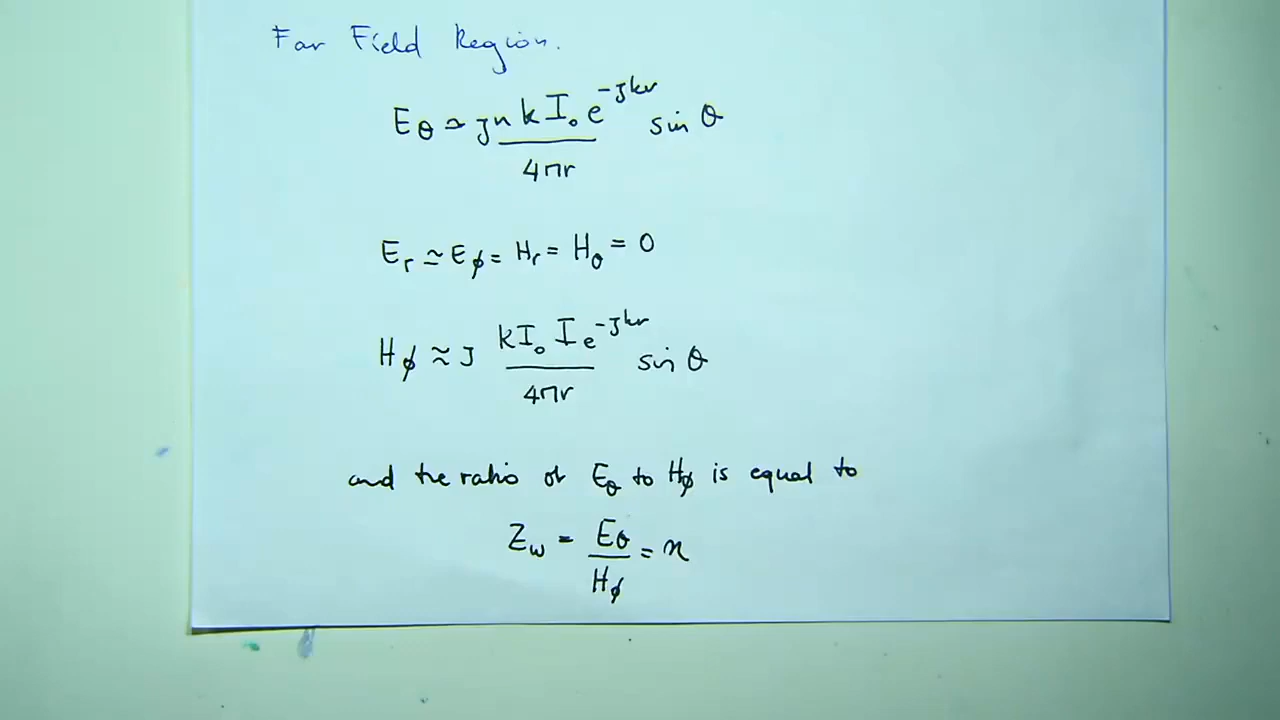 Far Field Region.
Eθ ≃ jηkI₀e^-jkr sin θ
4πr
Er ≃ Eϕ = Hr = Hθ = 0
Hϕ ≈ j kI₀ I e^-jkr sin θ
4πr
and the ratio of Eθ to Hϕ is equal to
Zw = Eθ = η
Hϕ